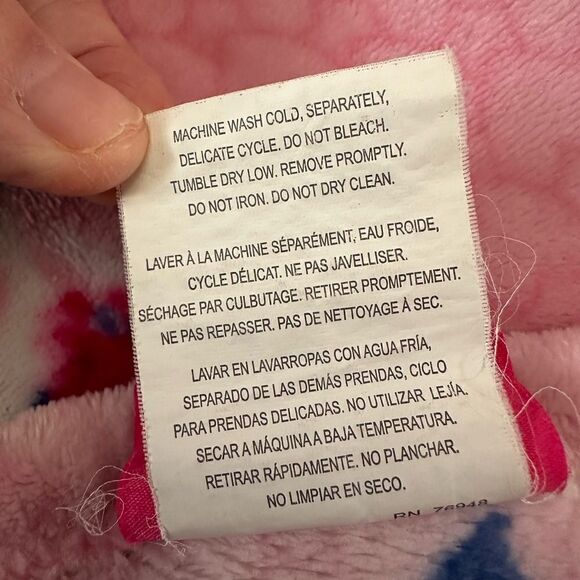 MACHINE WASH COLD, SEPARATELY,
DELICATE CYCLE. DO NOT BLEACH.
TUMBLE DRY LOW. REMOVE PROMPTLY.
DO NOT IRON. DO NOT DRY CLEAN.
LAVER À LA MACHINE SÉPARÉMENT, EAU FROIDE,
CYCLE DÉLICAT. NE PAS JAVELLISER.
SÉCHAGE PAR CULBUTAGE. RETIRER PROMPTEMENT.
NE PAS REPASSER. PAS DE NETTOYAGE À SEC.
LAVAR EN LAVARROPAS CON AGUA FRÍA,
SEPARADO DE LAS DEMÁS PRENDAS, CICLO
PARA PRENDAS DELICADAS. NO UTILIZAR LEJÍA.
SECAR A MÁQUINA A BAJA TEMPERATURA.
RETIRAR RÁPIDAMENTE. NO PLANCHAR.
NO LIMPIAR EN SECO.
RN